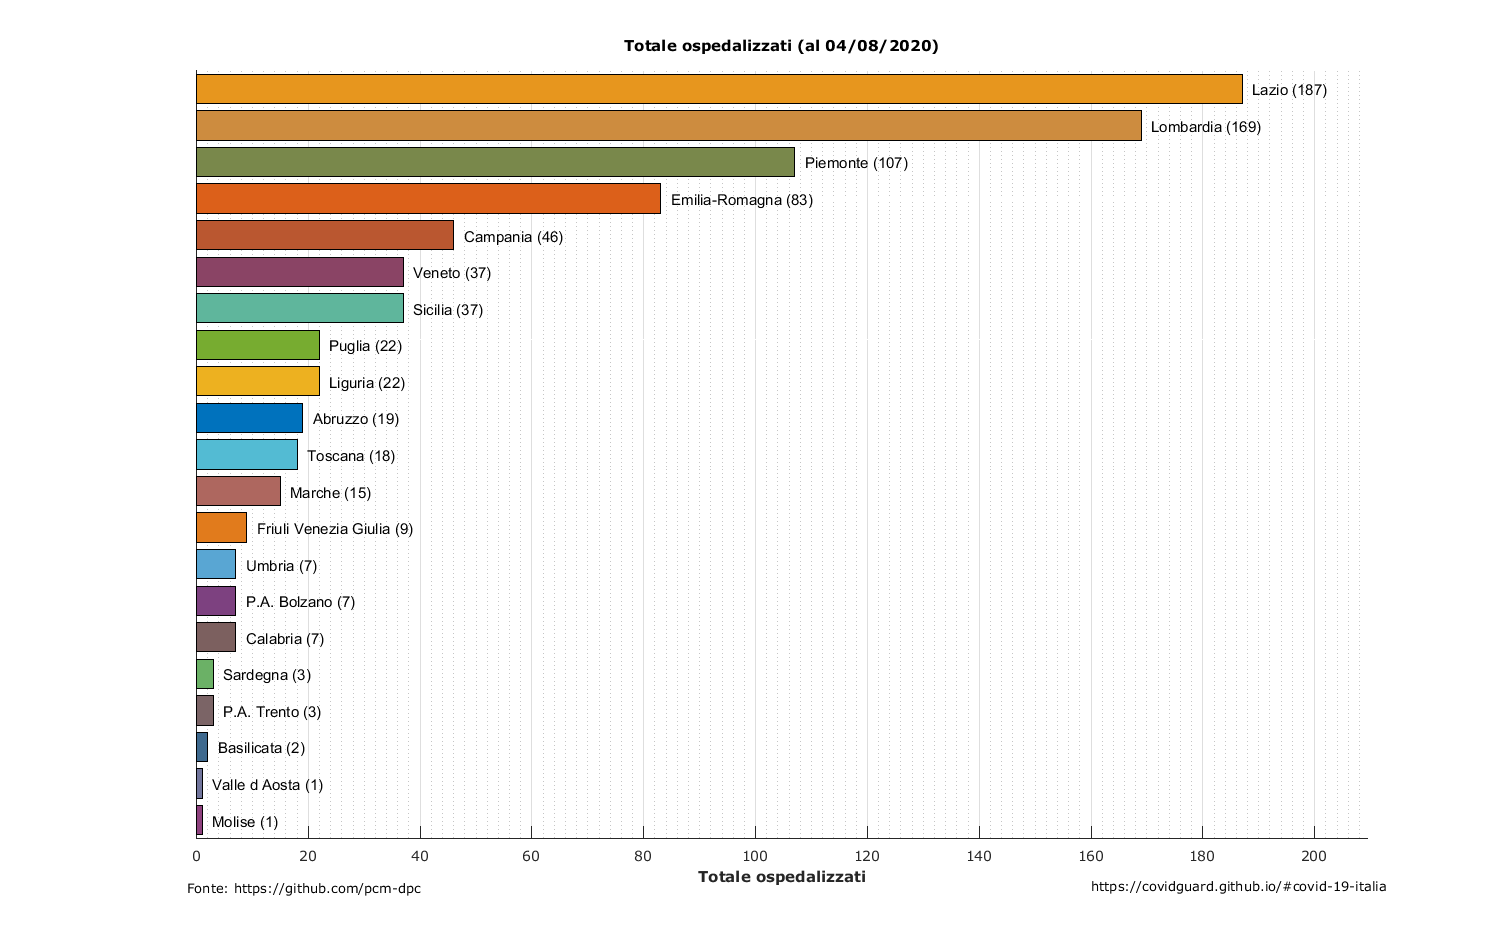 Totale ospedalizzati (al 04/08/2020)
Lazio (187)
Lombardia (169)
Piemonte (107)
Emilia-Romagna (83)
Campania (46)
Veneto (37)
Sicilia (37)
Puglia (22)
Liguria (22)
Abruzzo (19)
Toscana (18)
Marche (15)
Friuli Venezia Giulia (9)
Umbria (7)
P.A. Bolzano (7)
Calabria (7)
Sardegna (3)
P.A. Trento (3)
Basilicata (2)
Valle d Aosta (1)
Molise (1)
0 20 40 60 80 100 120 140 160 180 200
Totale ospedalizzati
Fonte: https://github.com/pcm-dpc
https://covidguard.github.io/#covid-19-italia